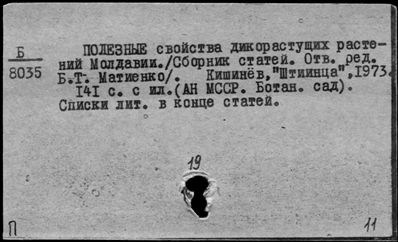 Б
8035
ПОЛЕЗНЫЕ свойства дикорастущих расте-
ний Молдавии./Сборник статей. Отв. ред.
Б.Т. Матиенко/. Кишинёв,"Штиинца",1973.
141 с. с ил.(АН МССР. Ботан. сад).
Списки лит. в конце статей.
19
П
11